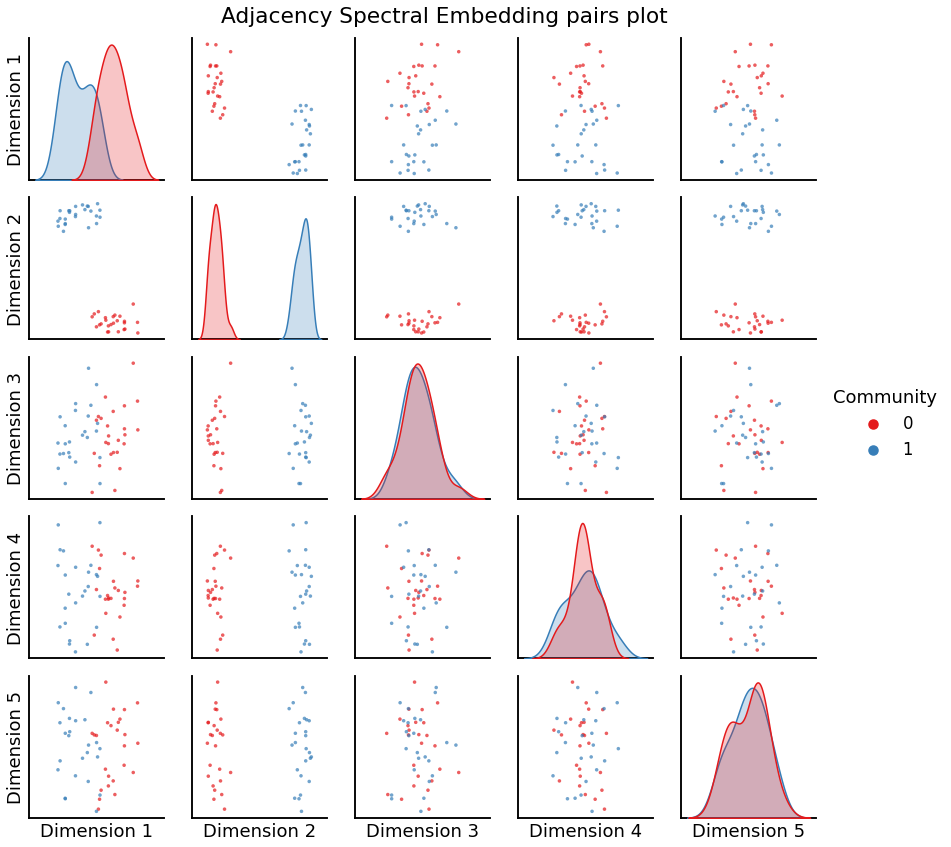 Adjacency Spectral Embedding pairs plot
Dimension 1
Dimension 2
Dimension 3
Dimension 4
Dimension 5
Community
0
1
Dimension 1
Dimension 2
Dimension 3
Dimension 4
Dimension 5